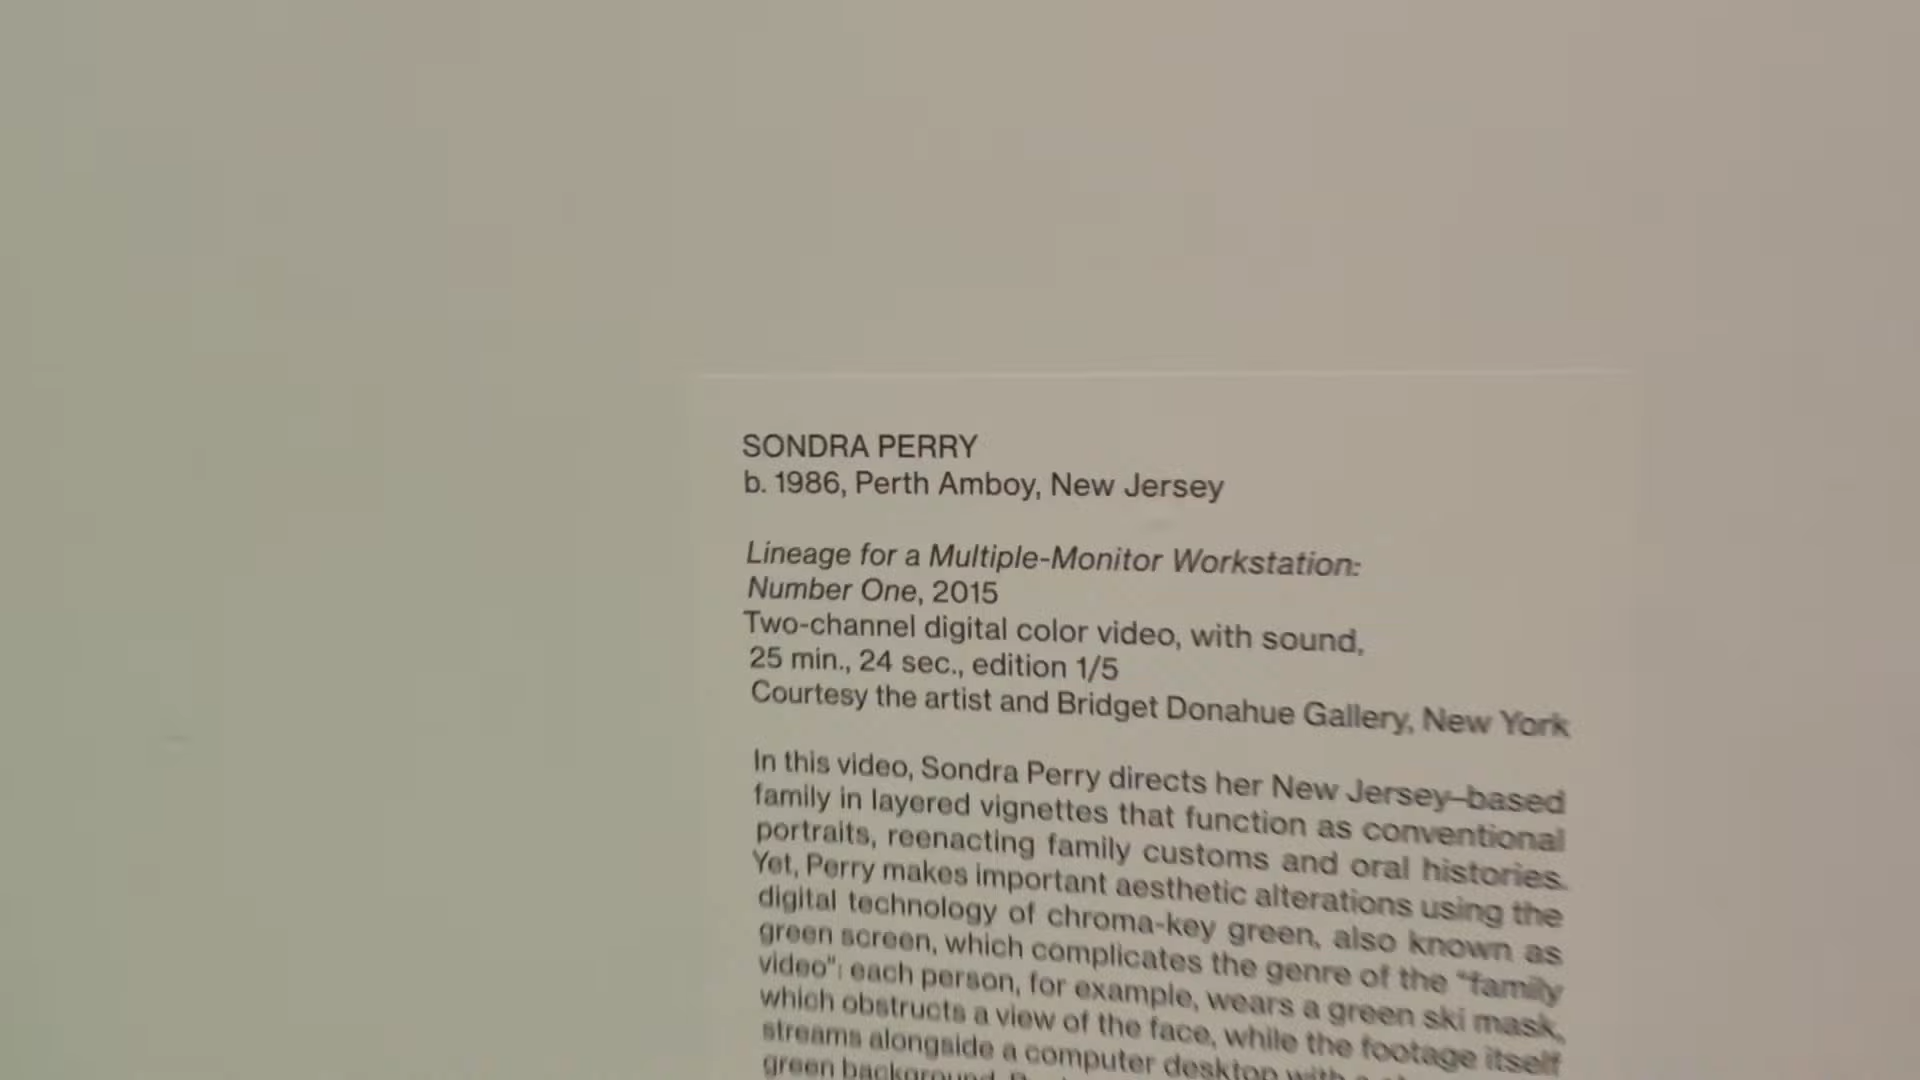 SONDRA PERRY
b. 1986, Perth Amboy, New Jersey
Lineage for a Multiple-Monitor Workstation:
Number One, 2015
Two-channel digital color video, with sound,
25 min., 24 sec., edition 1/5
Courtesy the artist and Bridget Donahue Gallery, New York
In this video, Sondra Perry directs her New Jersey–based
family in layered vignettes that function as conventional
portraits, reenacting family customs and oral histories.
Yet, Perry makes important aesthetic alterations using the
digital technology of chroma-key green, also known as
green screen, which complicates the genre of the “family
video”; each person, for example, wears a green ski mask,
which obstructs a view of the face, while the footage itself
streams alongside a computer desktop with a
green background.